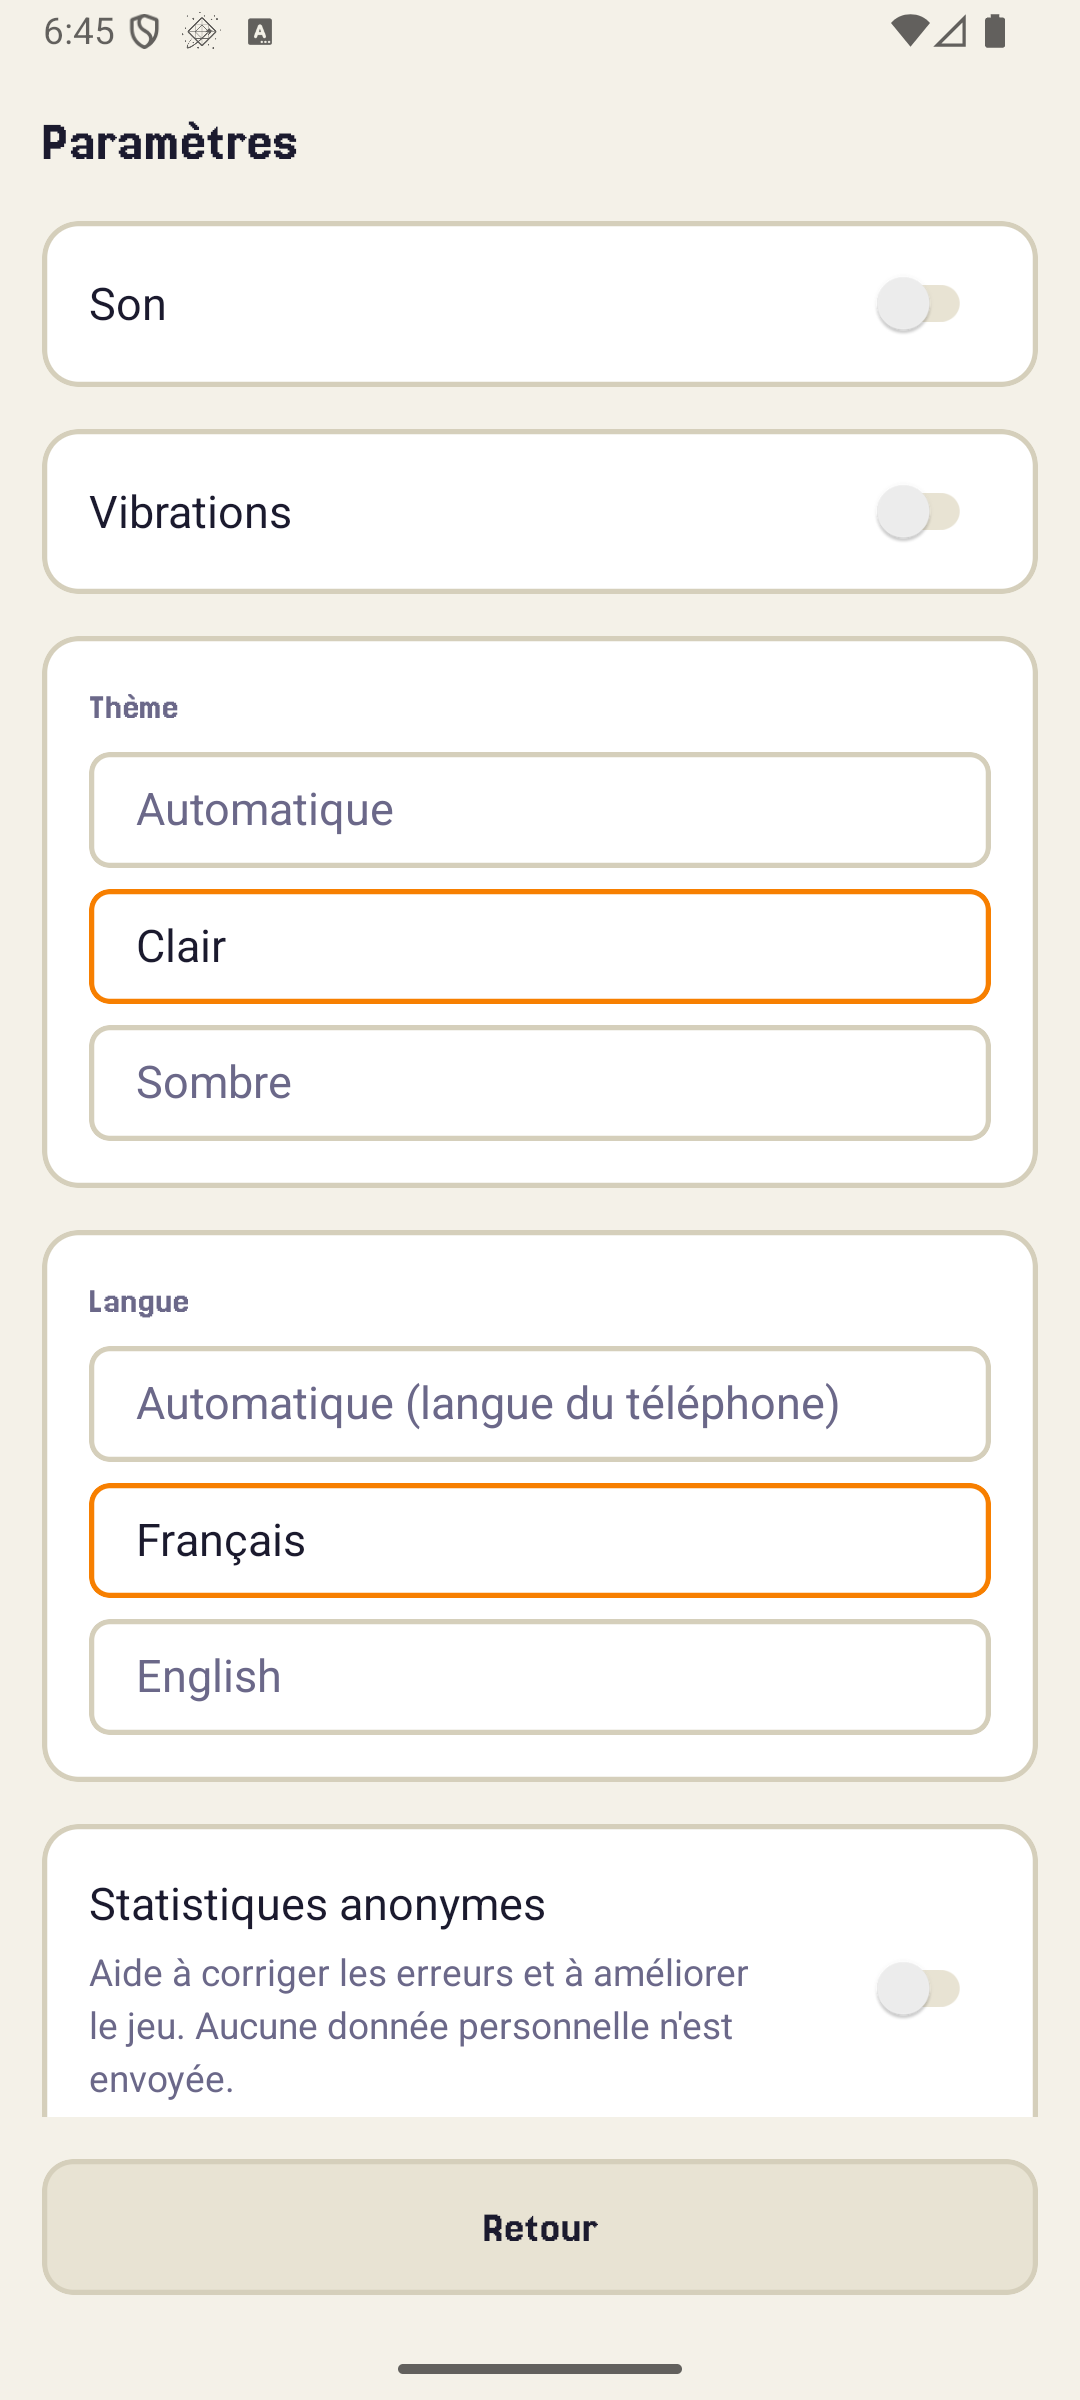 6:45
Paramètres
Son
Vibrations
Thème
Automatique
Clair
Sombre
Langue
Automatique (langue du téléphone)
Français
English
Statistiques anonymes
Aide à corriger les erreurs et à améliorer
le jeu. Aucune donnée personnelle n'est
envoyée.
Retour